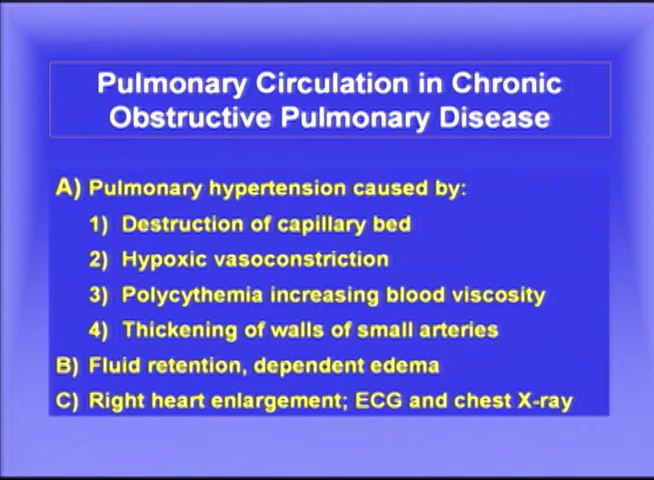 Pulmonary Circulation in Chronic
Obstructive Pulmonary Disease
A) Pulmonary hypertension caused by:
1) Destruction of capillary bed
2) Hypoxic vasoconstriction
3) Polycythemia increasing blood viscosity
4) Thickening of walls of small arteries
B) Fluid retention, dependent edema
C) Right heart enlargement; ECG and chest X-ray